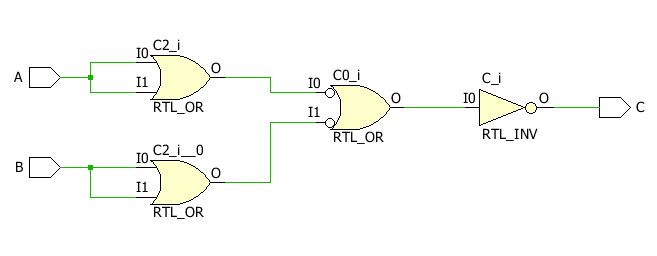 C2_i
A
I0
I1
O
RTL_OR
C0_i
I0
I1
O
RTL_OR
C_i
I0
O
RTL_INV
C
C2_i__0
B
I0
I1
O
RTL_OR